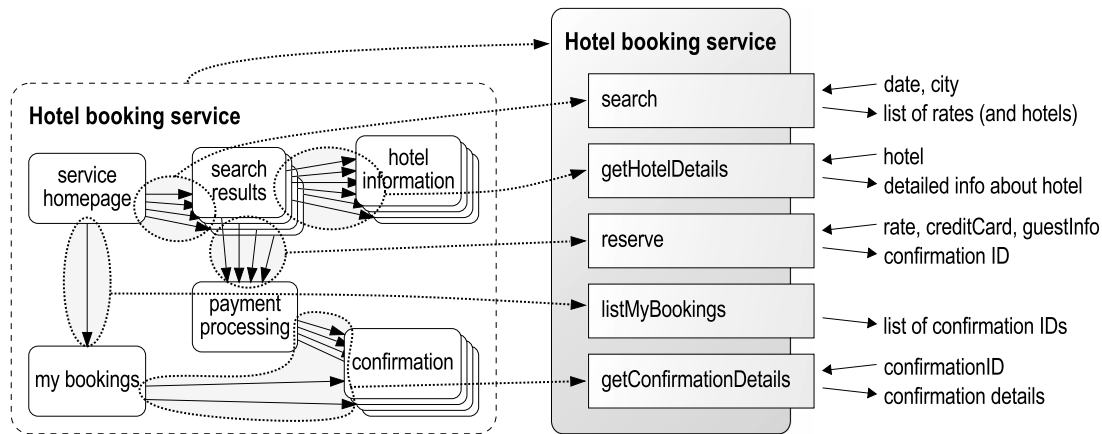 Hotel booking service
service
homepage
search
results
hotel
information
payment
processing
my bookings
confirmation
Hotel booking service
search
date, city
list of rates (and hotels)
getHotelDetails
hotel
detailed info about hotel
reserve
rate, creditCard, guestInfo
confirmation ID
listMyBookings
list of confirmation IDs
getConfirmationDetails
confirmationID
confirmation details